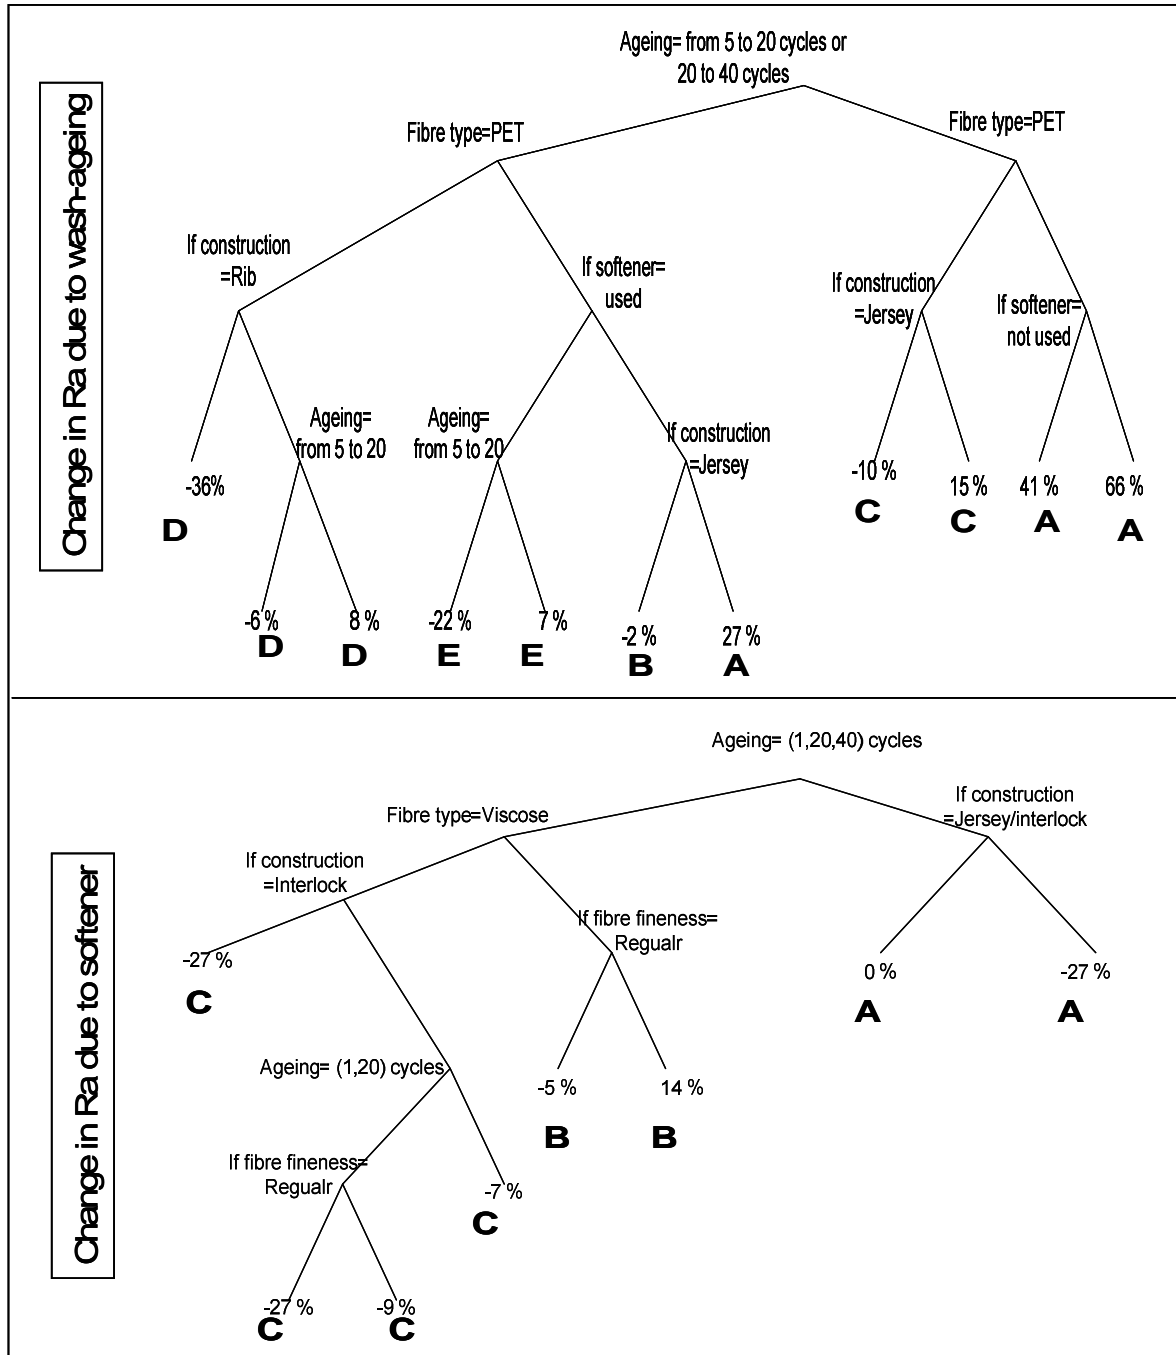 Change in Ra due to wash-ageing
Ageing= from 5 to 20 cycles or
20 to 40 cycles
Fibre type=PET
Fibre type=PET
If construction
=Rib
If softener=
used
If construction
=Jersey
If softener=
not used
Ageing=
from 5 to 20
Ageing=
from 5 to 20
If construction
=Jersey
-36%
D
-10 %
C
15 %
C
41 %
A
66 %
A
-6 %
D
8 %
D
-22 %
E
7 %
E
-2 %
B
27 %
A
Change in Ra due to softener
Ageing= (1,20,40) cycles
Fibre type=Viscose
If construction
=Jersey/interlock
If construction
=Interlock
If fibre fineness=
Regualr
-27 %
C
0 %
A
-27 %
A
Ageing= (1,20) cycles
-5 %
B
14 %
B
If fibre fineness=
Regualr
-7 %
C
-27 %
C
-9 %
C